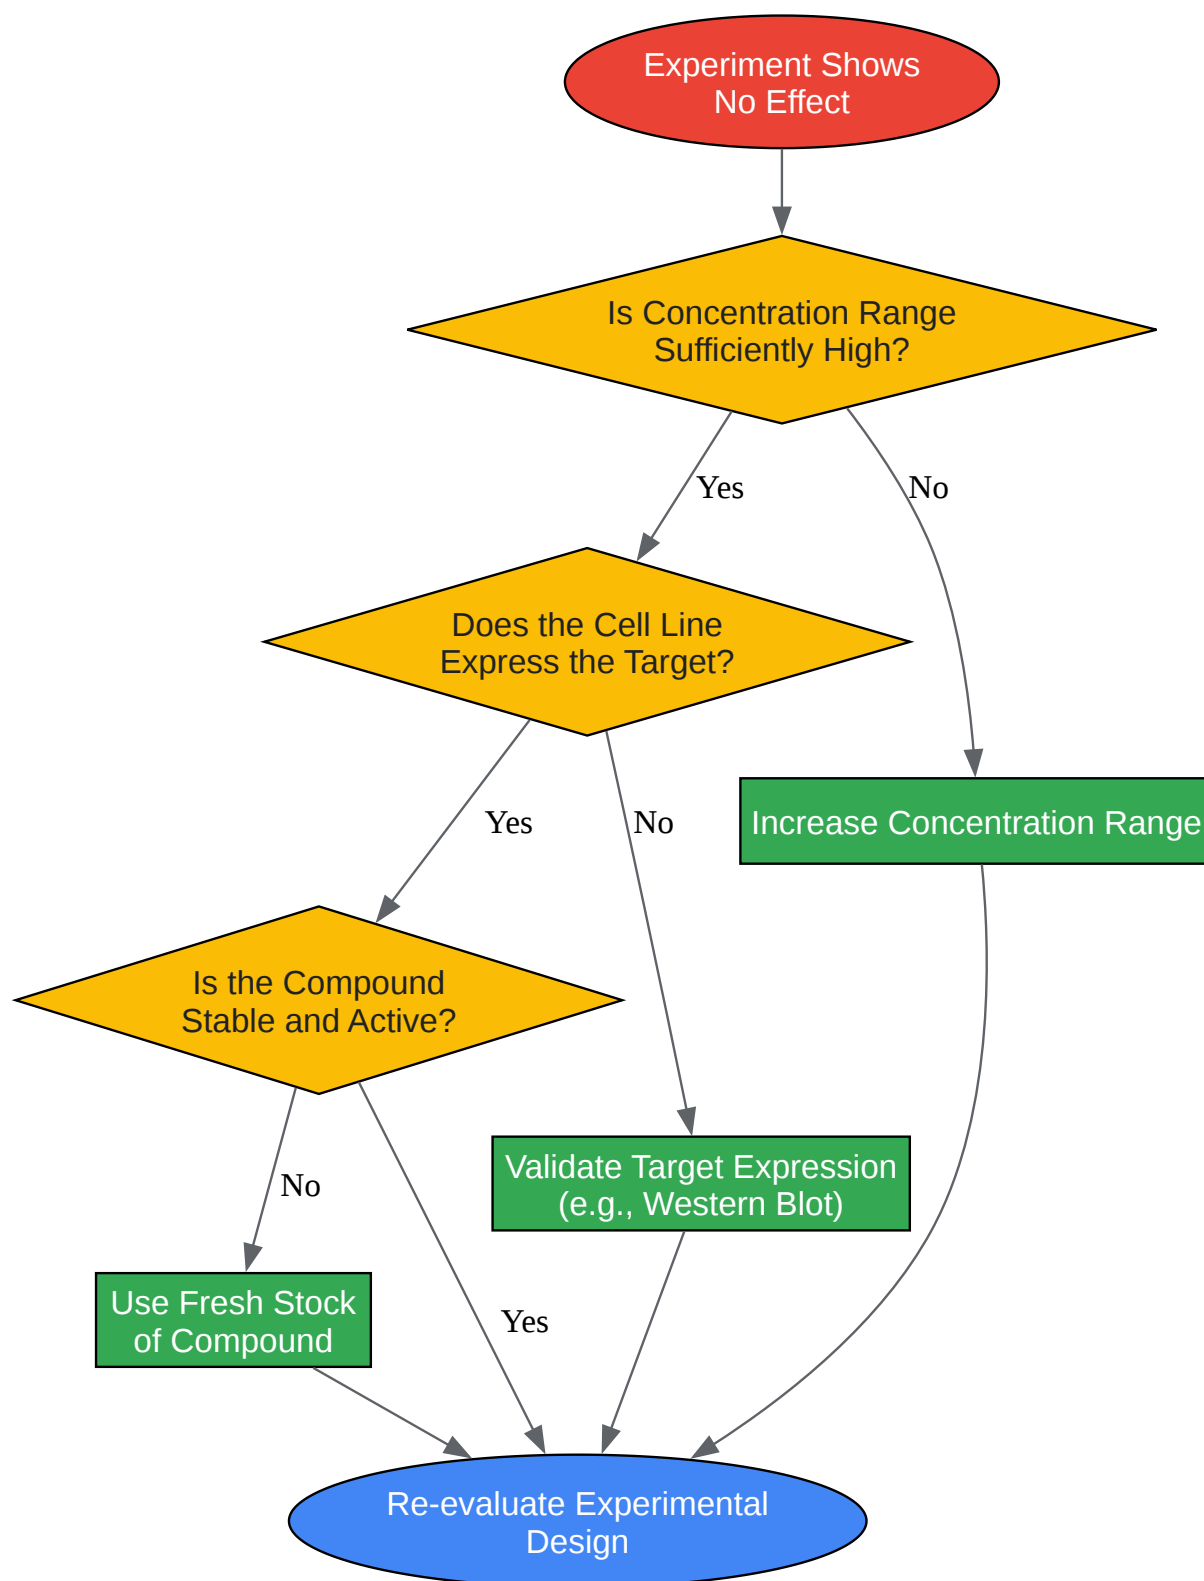 Experiment Shows
No Effect
Is Concentration Range
Sufficiently High?
Yes
No
Does the Cell Line
Express the Target?
Yes
No
Increase Concentration Range
Is the Compound
Stable and Active?
No
Validate Target Expression
(e.g., Western Blot)
Use Fresh Stock
of Compound
Yes
Re-evaluate Experimental
Design